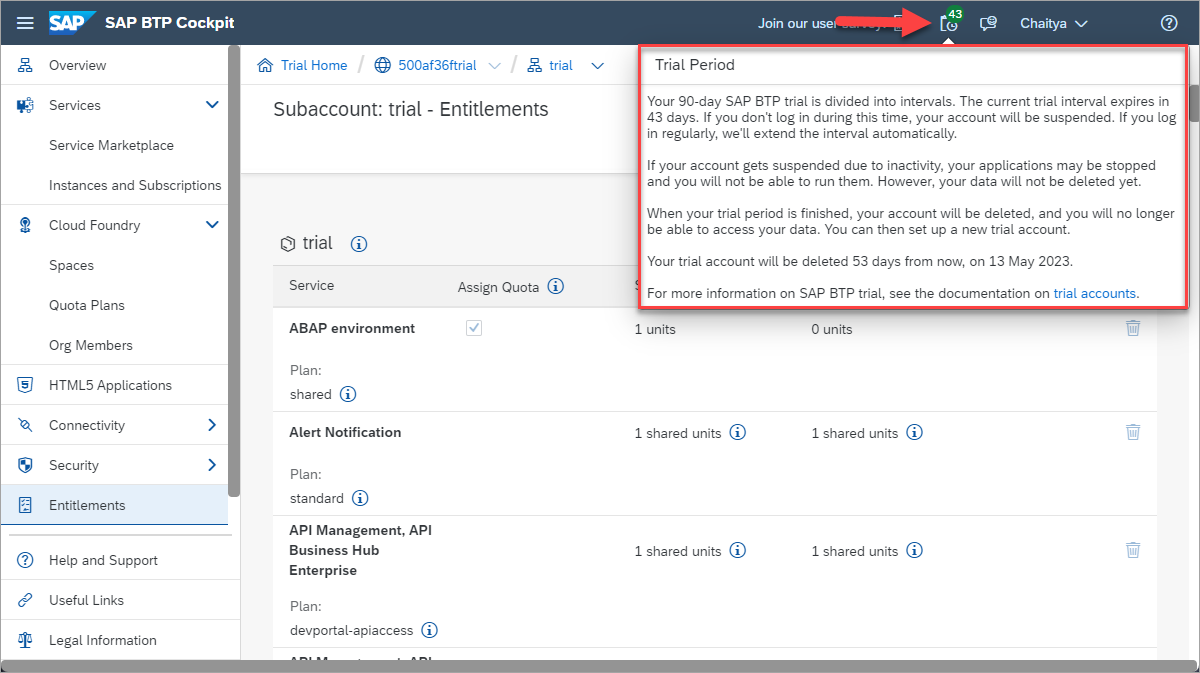 SAP
SAP BTP Cockpit
Join our user survey
43
Chaitya
Overview
Services
Service Marketplace
Instances and Subscriptions
Cloud Foundry
Spaces
Quota Plans
Org Members
HTML5 Applications
Connectivity
Security
Entitlements
Help and Support
Useful Links
Legal Information
Trial Home / 500af36ftrial / trial
Subaccount: trial - Entitlements
Trial Period
Your 90-day SAP BTP trial is divided into intervals. The current trial interval expires in
43 days. If you don't log in during this time, your account will be suspended. If you log
in regularly, we'll extend the interval automatically.
If your account gets suspended due to inactivity, your applications may be stopped
and you will not be able to run them. However, your data will not be deleted yet.
When your trial period is finished, your account will be deleted, and you will no longer
be able to access your data. You can then set up a new trial account.
Your trial account will be deleted 53 days from now, on 13 May 2023.
For more information on SAP BTP trial, see the documentation on trial accounts.
trial
Service Assign Quota
ABAP environment 1 units 0 units
Plan:
shared
Alert Notification 1 shared units 1 shared units
Plan:
standard
API Management, API
Business Hub
Enterprise
1 shared units 1 shared units
Plan:
devportal-apiaccess
API Management, API